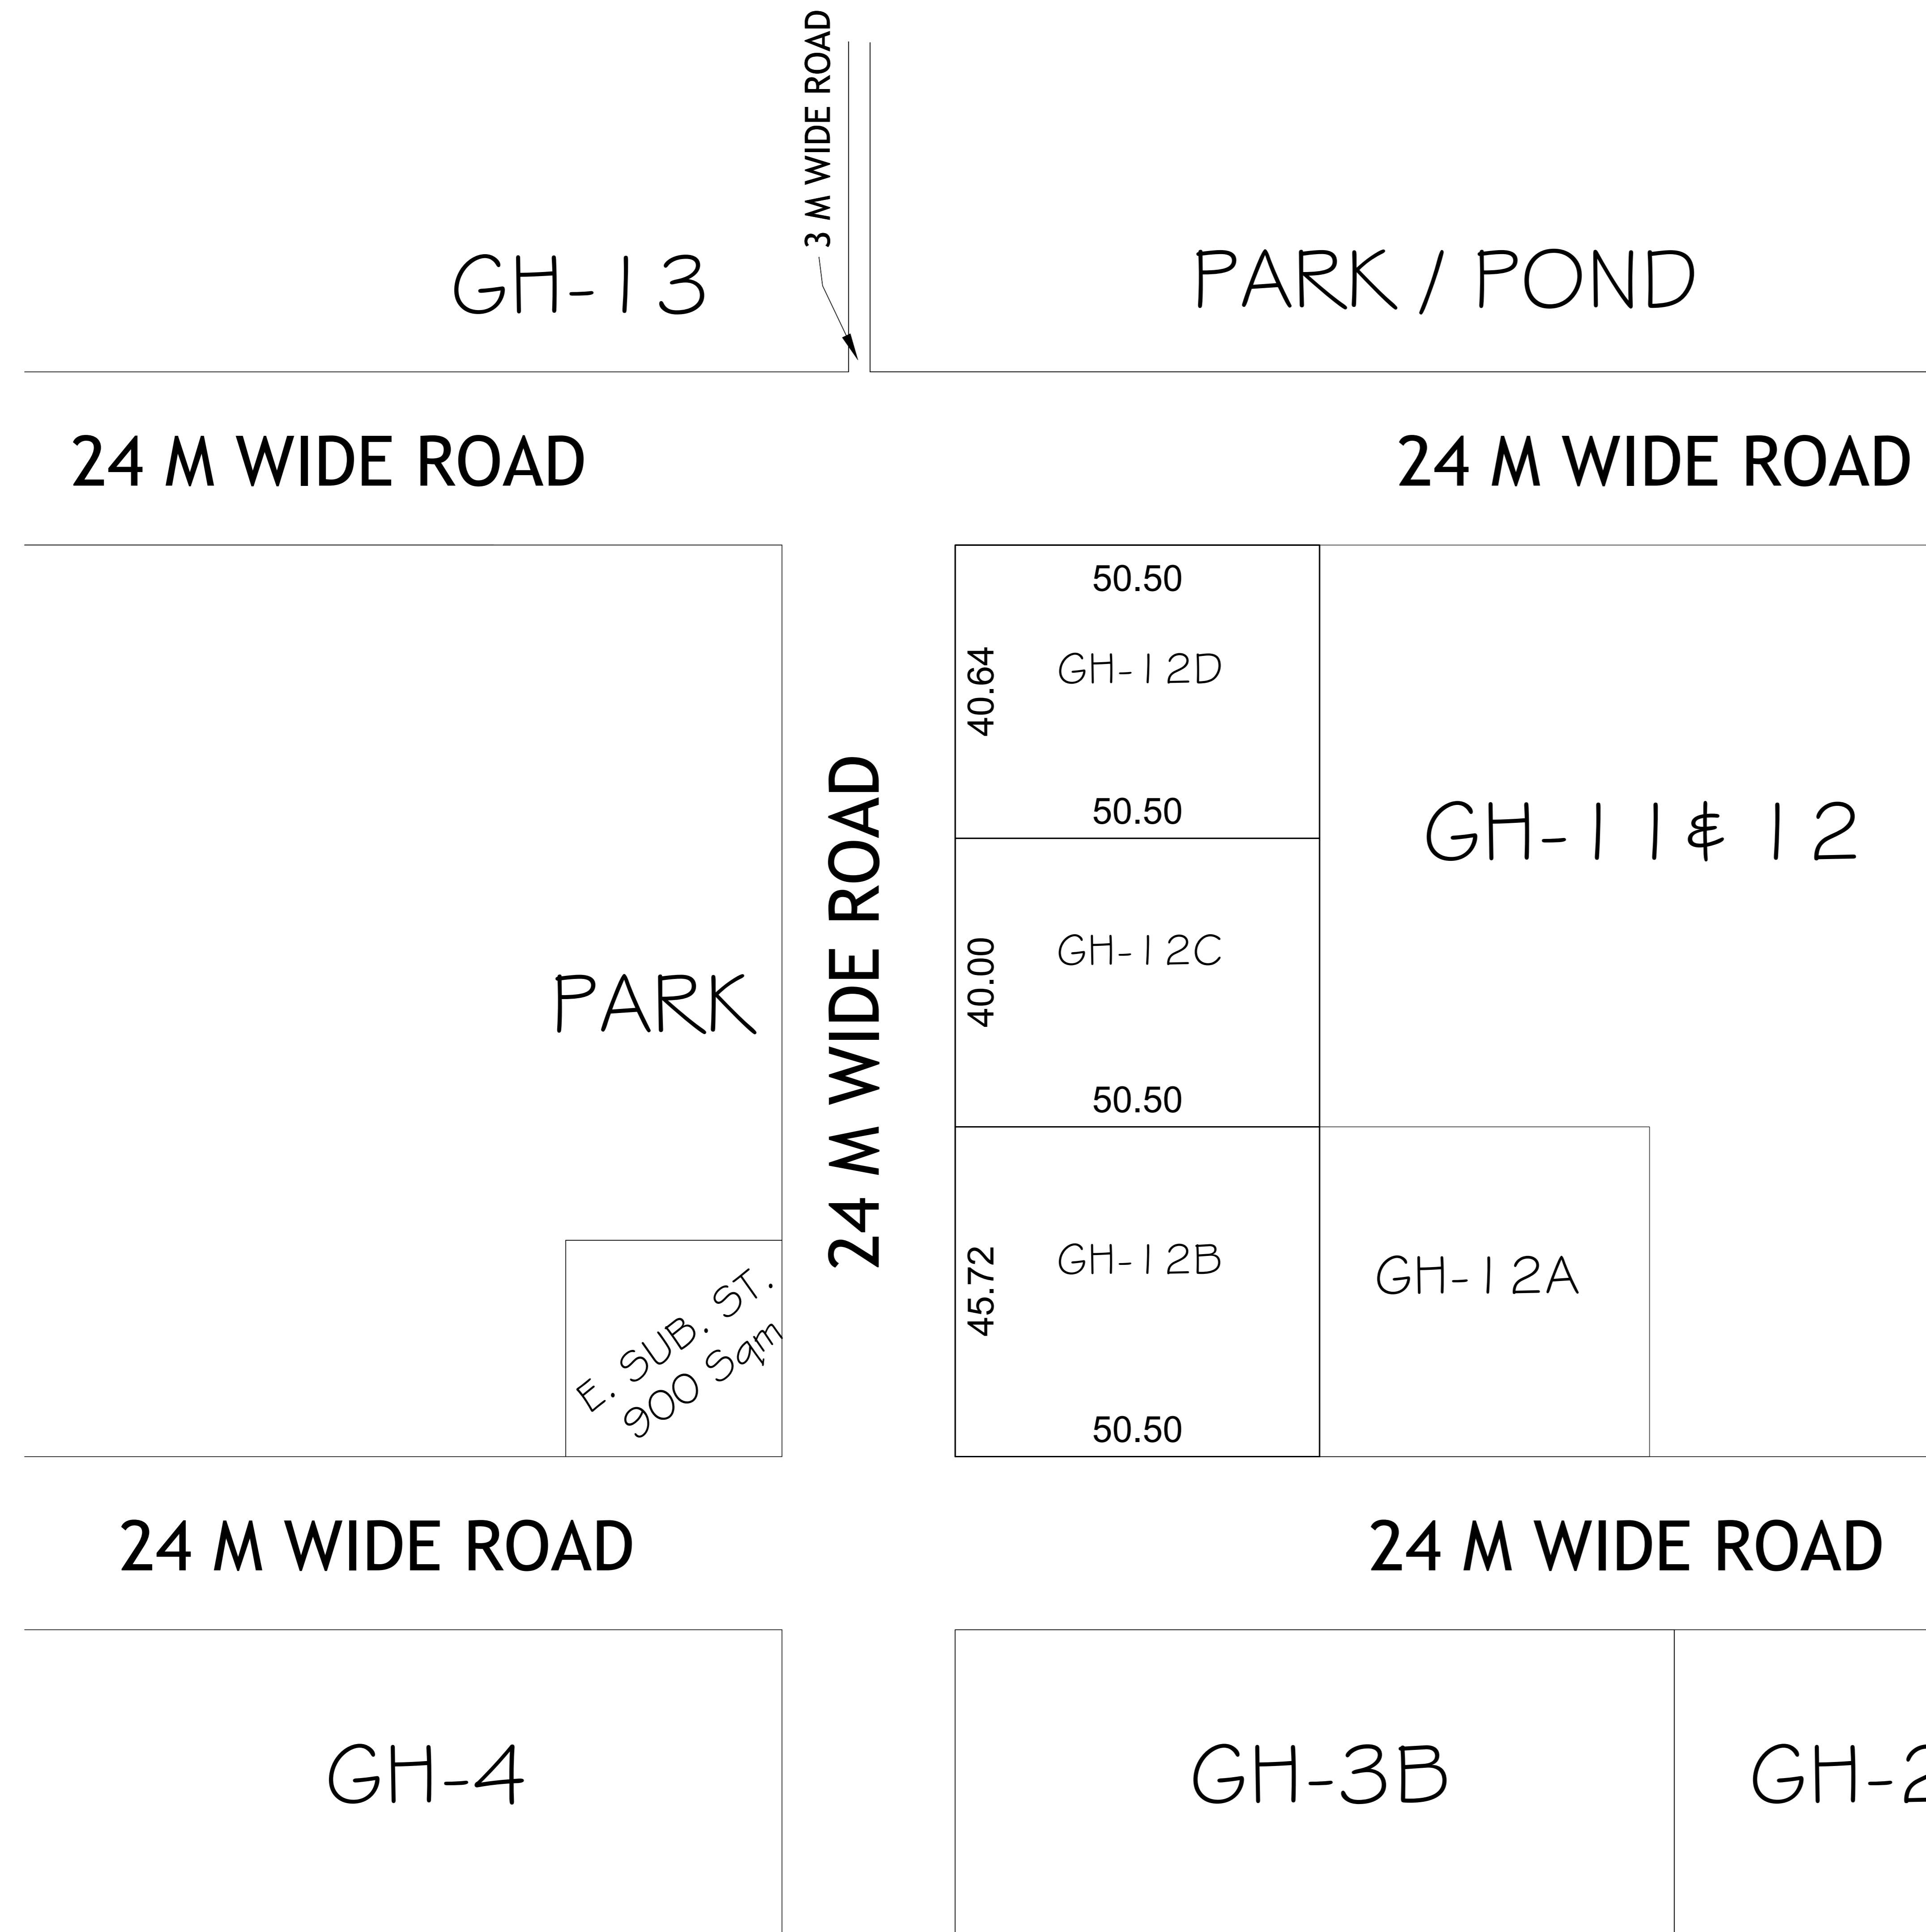 3 M WIDE ROAD
GH-13
PARK / POND
24 M WIDE ROAD
24 M WIDE ROAD
50.50
40.64
GH-12D
50.50
24 M WIDE ROAD
GH-11& 12
PARK
40.00
GH-12C
50.50
45.72
GH-12B
GH-12A
E. SUB. ST.
900 Sqm
50.50
24 M WIDE ROAD
24 M WIDE ROAD
GH-4
GH-3B
GH-2